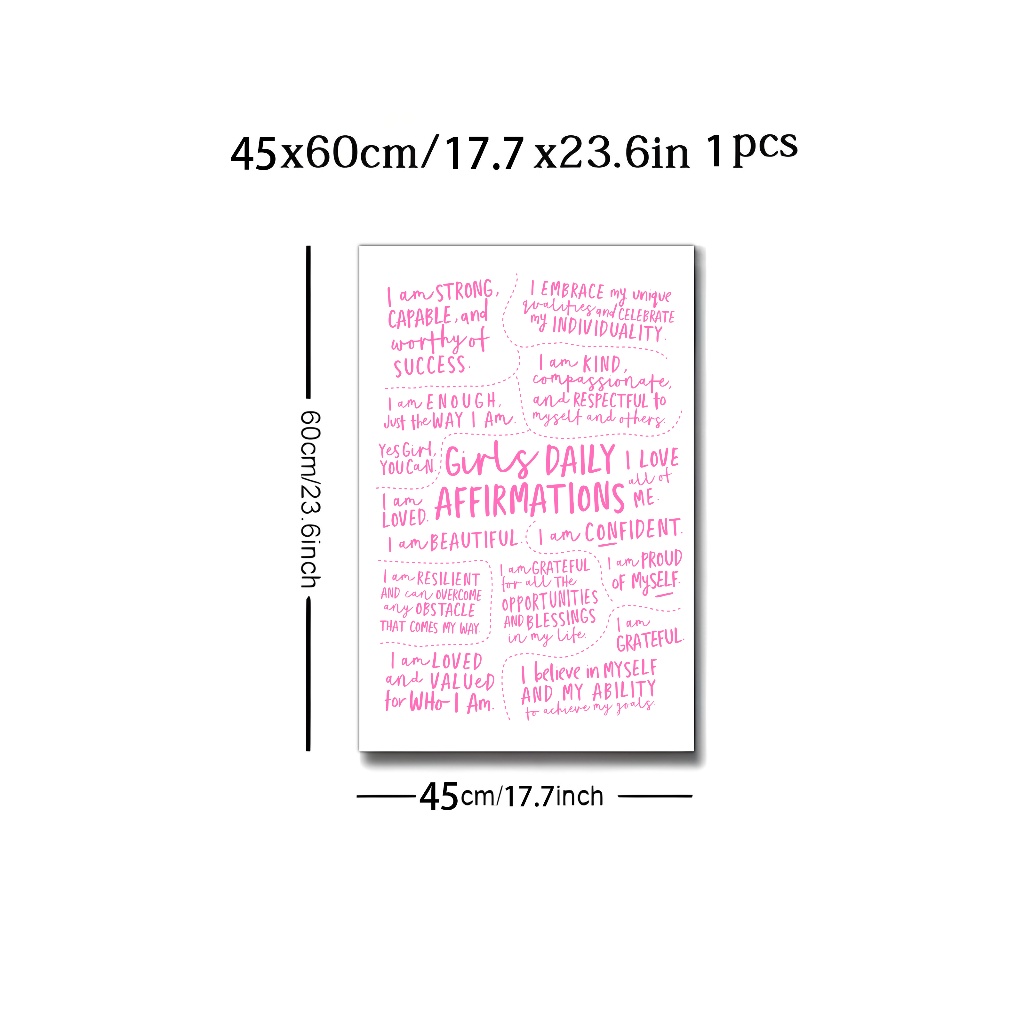 45x60cm/17.7 x23.6in 1pcs
60cm/23.6inch
I am STRONG,
CAPABLE, and
worthy of
SUCCESS.
I EMBRACE my unique
qualities and CELEBRATE
my INDIVIDUALITY.
I am KIND,
compassionate,
and RESPECTFUL to
myself and others.
I am ENOUGH,
Just the WAY I Am.
Yes Girl,
YOU CaN.
Girls DAILY
AFFIRMATIONS
I LOVE
all of
ME.
I am
LOVED.
I am BEAUTIFUL.
I am CONFIDENT.
I am RESILIENT
AND can OVERCOME
any OBSTACLE
THAT COMES MY WAY.
I am GRATEFUL
for all THe
OPPORTUNITIES
AND BLESSINGS
in my life.
I am PROUD
OF MySELF.
I am
GRATEFUL.
I am LOVED
and VALUeD
for WHo I Am.
I believe in MYSELF
AND MY ABILITY
to achieve my goals.
45cm/17.7inch